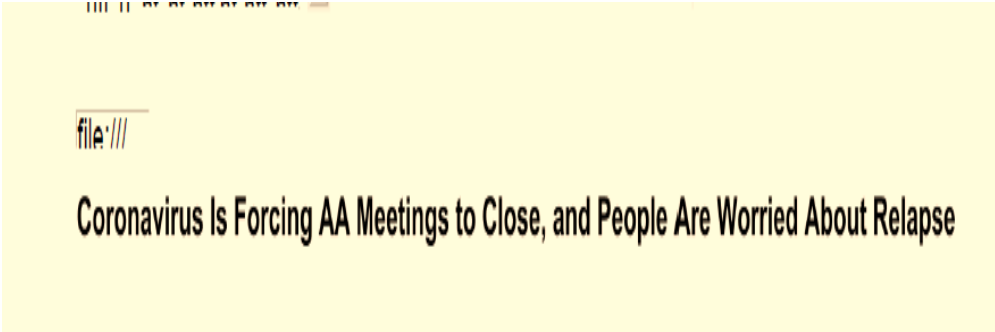 file:///
Coronavirus Is Forcing AA Meetings to Close, and People Are Worried About Relapse